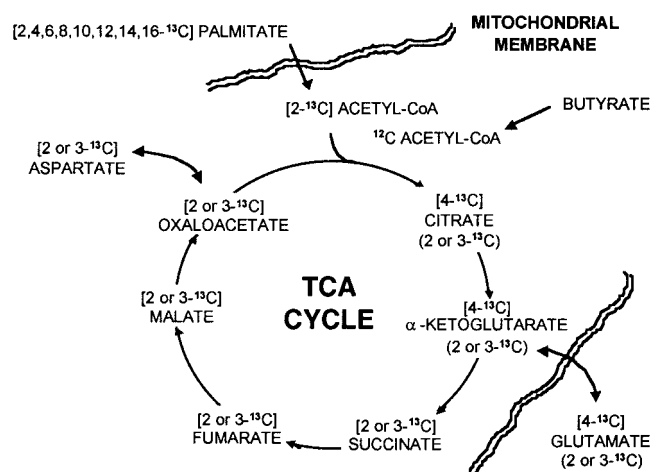 [2,4,6,8,10,12,14,16-¹³C] PALMITATE
MITOCHONDRIAL
MEMBRANE
[2-¹³C] ACETYL-CoA
BUTYRATE
¹²C ACETYL-CoA
[2 or 3-¹³C]
ASPARTATE
[2 or 3-¹³C]
OXALOACETATE
[4-¹³C]
CITRATE
(2 or 3-¹³C)
TCA
CYCLE
[2 or 3-¹³C]
MALATE
[4-¹³C]
α-KETOGLUTARATE
(2 or 3-¹³C)
[2 or 3-¹³C]
FUMARATE
[2 or 3-¹³C]
SUCCINATE
[4-¹³C]
GLUTAMATE
(2 or 3-¹³C)